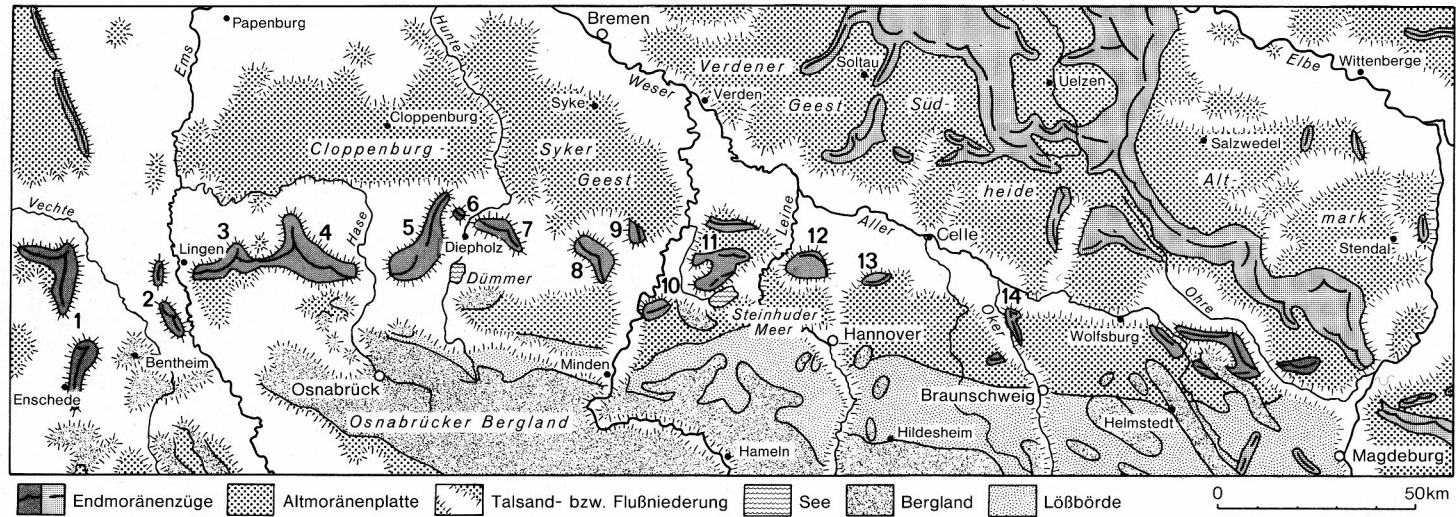 Papenburg
Ems
Hunte
Bremen
Weser
Verdener
Verden
Geest
Soltau
Süd-
Uelzen
Elbe
Wittenberge
Cloppenburg
Cloppenburg-
Syke
Syker
Geest
heide
Salzwedel
Alt-
mark
Stendal
Vechte
Lingen
3
4
Hase
5
6
Diepholz
7
Dümmer
8
9
10
11
Steinhuder
Meer
Leine
12
13
Aller
Celle
14
Oker
Ohre
1
2
Bentheim
Enschede
Osnabrück
Osnabrücker Bergland
Minden
Hameln
Hannover
Hildesheim
Braunschweig
Wolfsburg
Helmstedt
Magdeburg
Endmoränenzüge Altmoränenplatte Talsand- bzw. Flußniederung See Bergland Lößbörde
0 50km